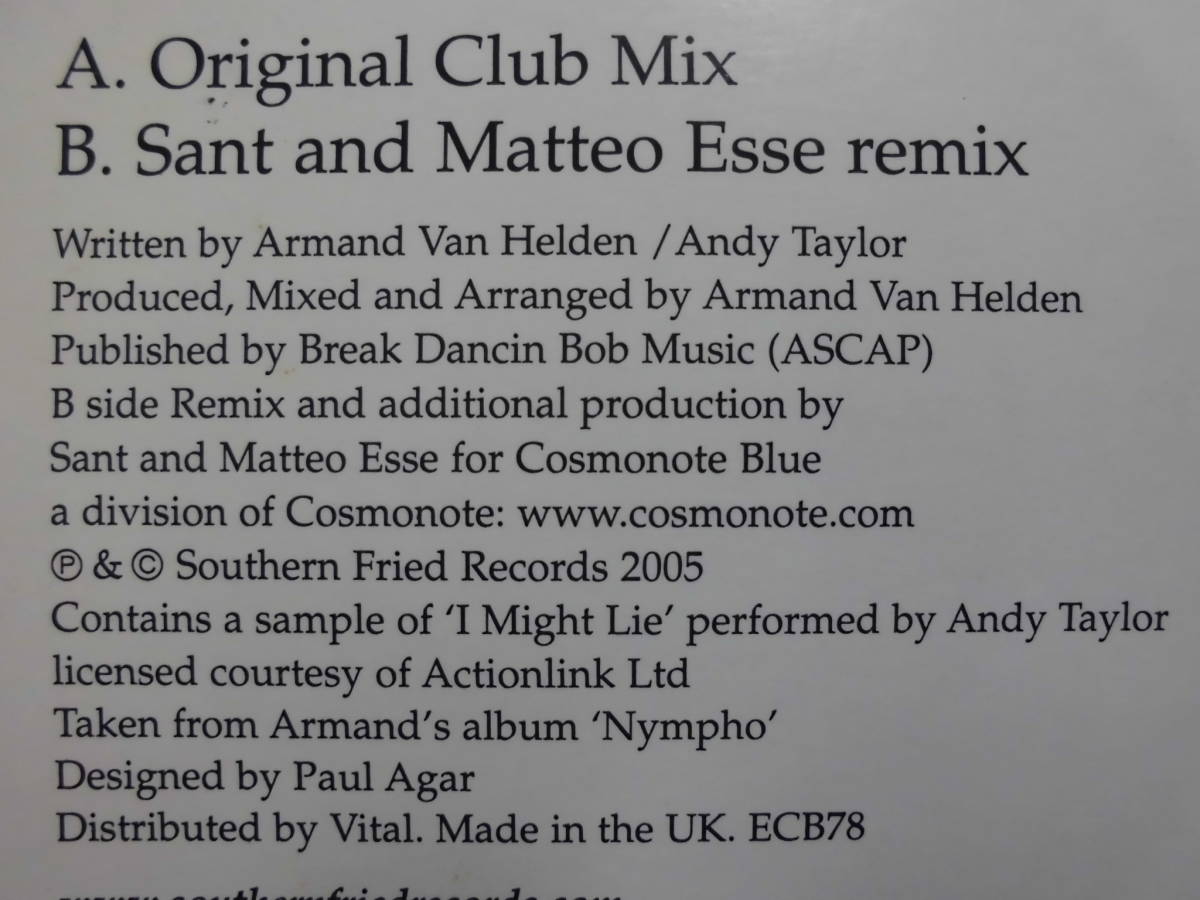 A. Original Club Mix
B. Sant and Matteo Esse remix
Written by Armand Van Helden /Andy Taylor
Produced, Mixed and Arranged by Armand Van Helden
Published by Break Dancin Bob Music (ASCAP)
B side Remix and additional production by
Sant and Matteo Esse for Cosmonote Blue
a division of Cosmonote: www.cosmonote.com
℗ & © Southern Fried Records 2005
Contains a sample of ‘I Might Lie’ performed by Andy Taylor
licensed courtesy of Actionlink Ltd
Taken from Armand’s album ‘Nympho’
Designed by Paul Agar
Distributed by Vital. Made in the UK. ECB78
www.southernfriedrecords.com